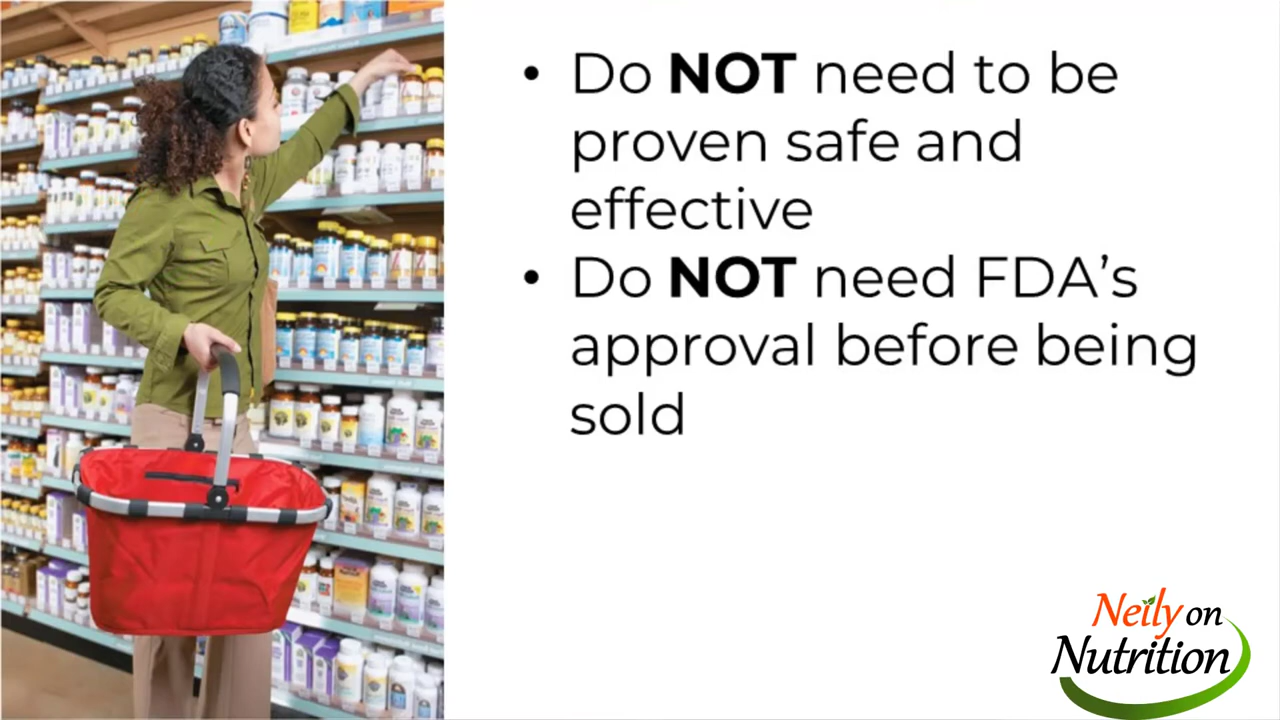 • Do NOT need to be
proven safe and
effective
• Do NOT need FDA’s
approval before being
sold
Neily on
Nutrition